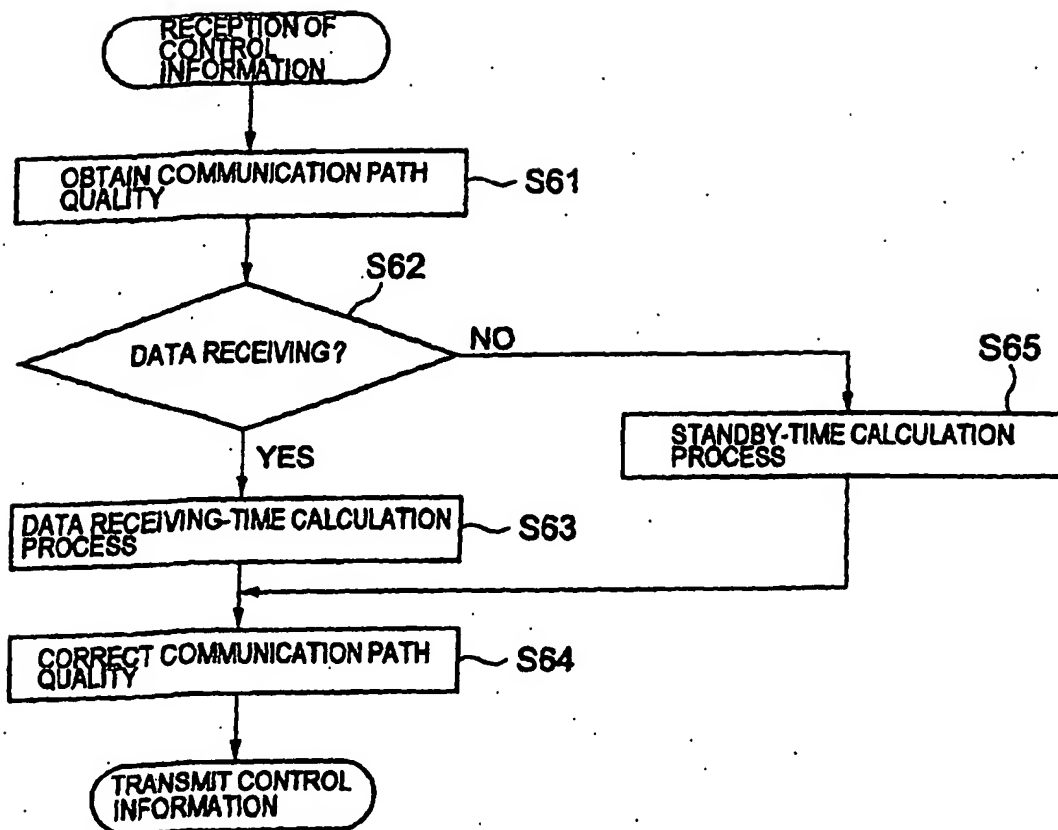 RECEPTION OF
CONTROL
INFORMATION
OBTAIN COMMUNICATION PATH
QUALITY
S61
S62
DATA RECEIVING?
NO
YES
S65
STANDBY-TIME CALCULATION
PROCESS
DATA RECEIVING-TIME CALCULATION
PROCESS
S63
CORRECT COMMUNICATION PATH
QUALITY
S64
TRANSMIT CONTROL
INFORMATION